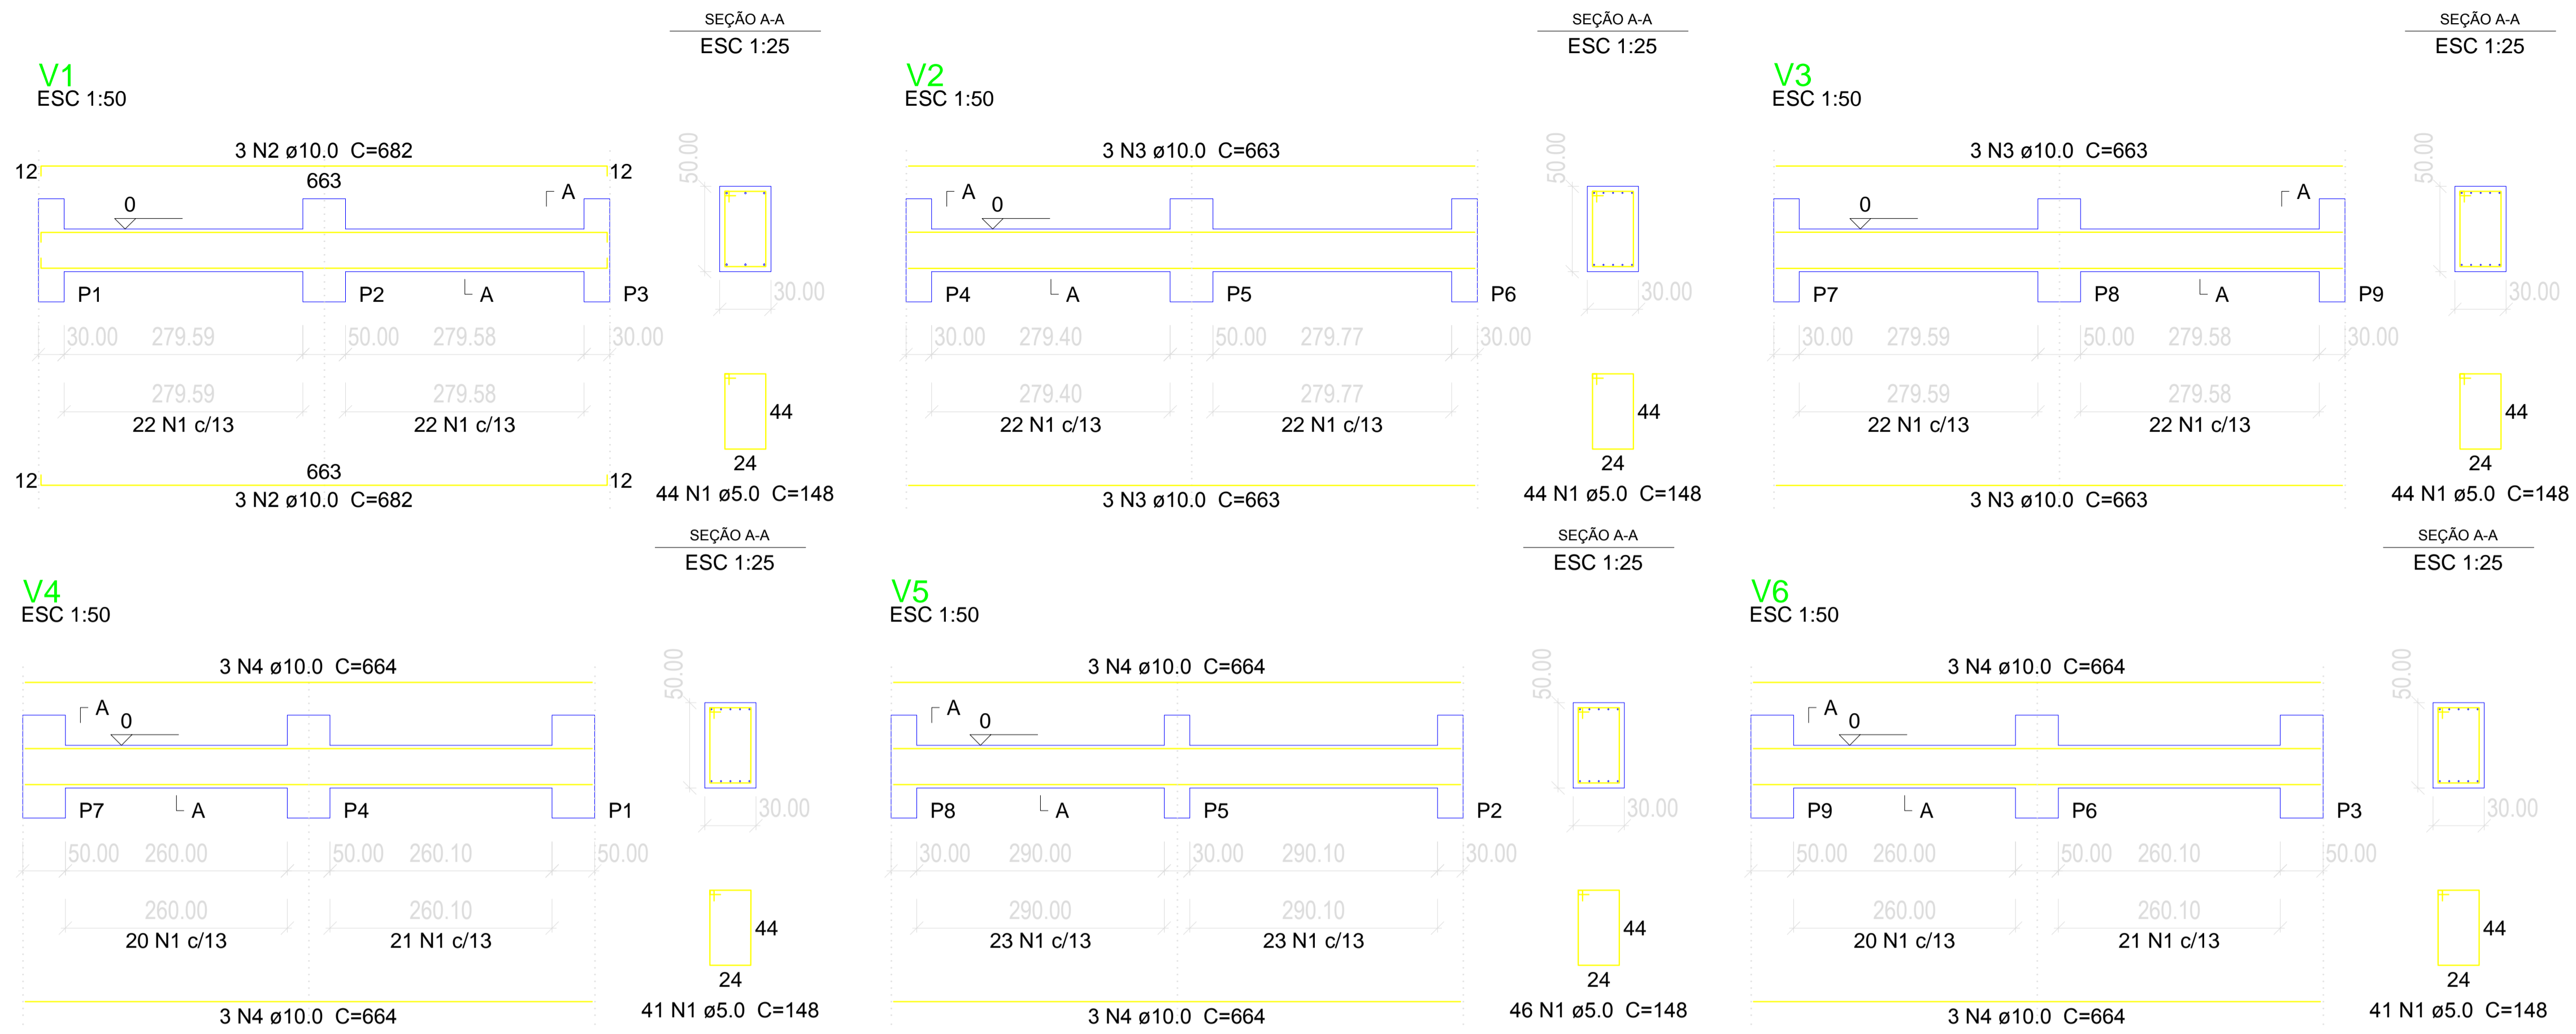 SEÇÃO A-A
ESC 1:25
V1
ESC 1:50
3 N2 ø10.0 C=682
12
663
12
A
0
50.00
30.00
P1
P2
A
P3
30.00 279.59 50.00 279.58 30.00
279.59 279.58
22 N1 c/13 22 N1 c/13
44
24
44 N1 ø5.0 C=148
663
12
12
3 N2 ø10.0 C=682
SEÇÃO A-A
ESC 1:25
V2
ESC 1:50
3 N3 ø10.0 C=663
A
0
50.00
30.00
P4
A
P5
P6
30.00 279.40 50.00 279.77 30.00
279.40 279.77
22 N1 c/13 22 N1 c/13
44
24
44 N1 ø5.0 C=148
3 N3 ø10.0 C=663
SEÇÃO A-A
ESC 1:25
V3
ESC 1:50
3 N3 ø10.0 C=663
A
0
50.00
30.00
P7
P8
A
P9
30.00 279.59 50.00 279.58 30.00
279.59 279.58
22 N1 c/13 22 N1 c/13
44
24
44 N1 ø5.0 C=148
3 N3 ø10.0 C=663
SEÇÃO A-A
ESC 1:25
V4
ESC 1:50
3 N4 ø10.0 C=664
A
0
50.00
30.00
P7
A
P4
P1
50.00 260.00 50.00 260.10 50.00
260.00 260.10
20 N1 c/13 21 N1 c/13
44
24
41 N1 ø5.0 C=148
3 N4 ø10.0 C=664
SEÇÃO A-A
ESC 1:25
V5
ESC 1:50
3 N4 ø10.0 C=664
A
0
50.00
30.00
P8
A
P5
P2
30.00 290.00 30.00 290.10 30.00
290.00 290.10
23 N1 c/13 23 N1 c/13
44
24
46 N1 ø5.0 C=148
3 N4 ø10.0 C=664
SEÇÃO A-A
ESC 1:25
V6
ESC 1:50
3 N4 ø10.0 C=664
A
0
50.00
30.00
P9
A
P6
P3
50.00 260.00 50.00 260.10 50.00
260.00 260.10
20 N1 c/13 21 N1 c/13
44
24
41 N1 ø5.0 C=148
3 N4 ø10.0 C=664